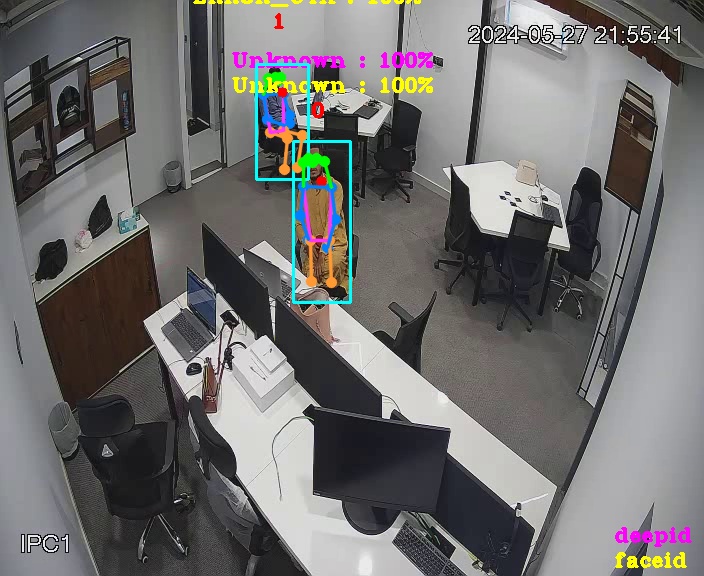 1
2024-05-27 21:55:41
Unknown : 100%
Unknown : 100%
0
IPC1
deepid
faceid